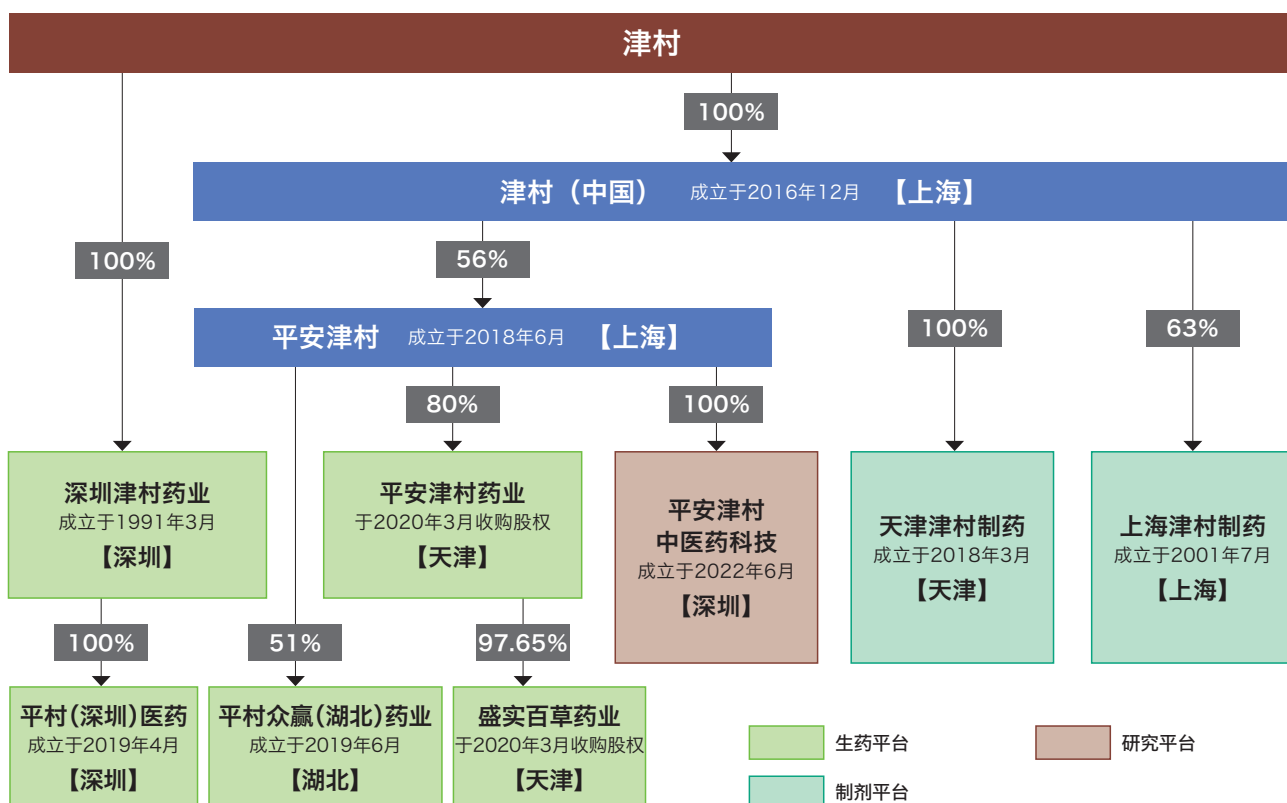 津村
100%
津村（中国） 成立于2016年12月 【上海】
100%
56%
平安津村 成立于2018年6月 【上海】
100%
63%
80%
100%
深圳津村药业
成立于1991年3月
【深圳】
平安津村药业
于2020年3月收购股权
【天津】
平安津村
中医药科技
成立于2022年6月
【深圳】
天津津村制药
成立于2018年3月
【天津】
上海津村制药
成立于2001年7月
【上海】
100%
51%
97.65%
平村(深圳)医药
成立于2019年4月
【深圳】
平村众赢(湖北)药业
成立于2019年6月
【湖北】
盛实百草药业
于2020年3月收购股权
【天津】
生药平台
研究平台
制剂平台